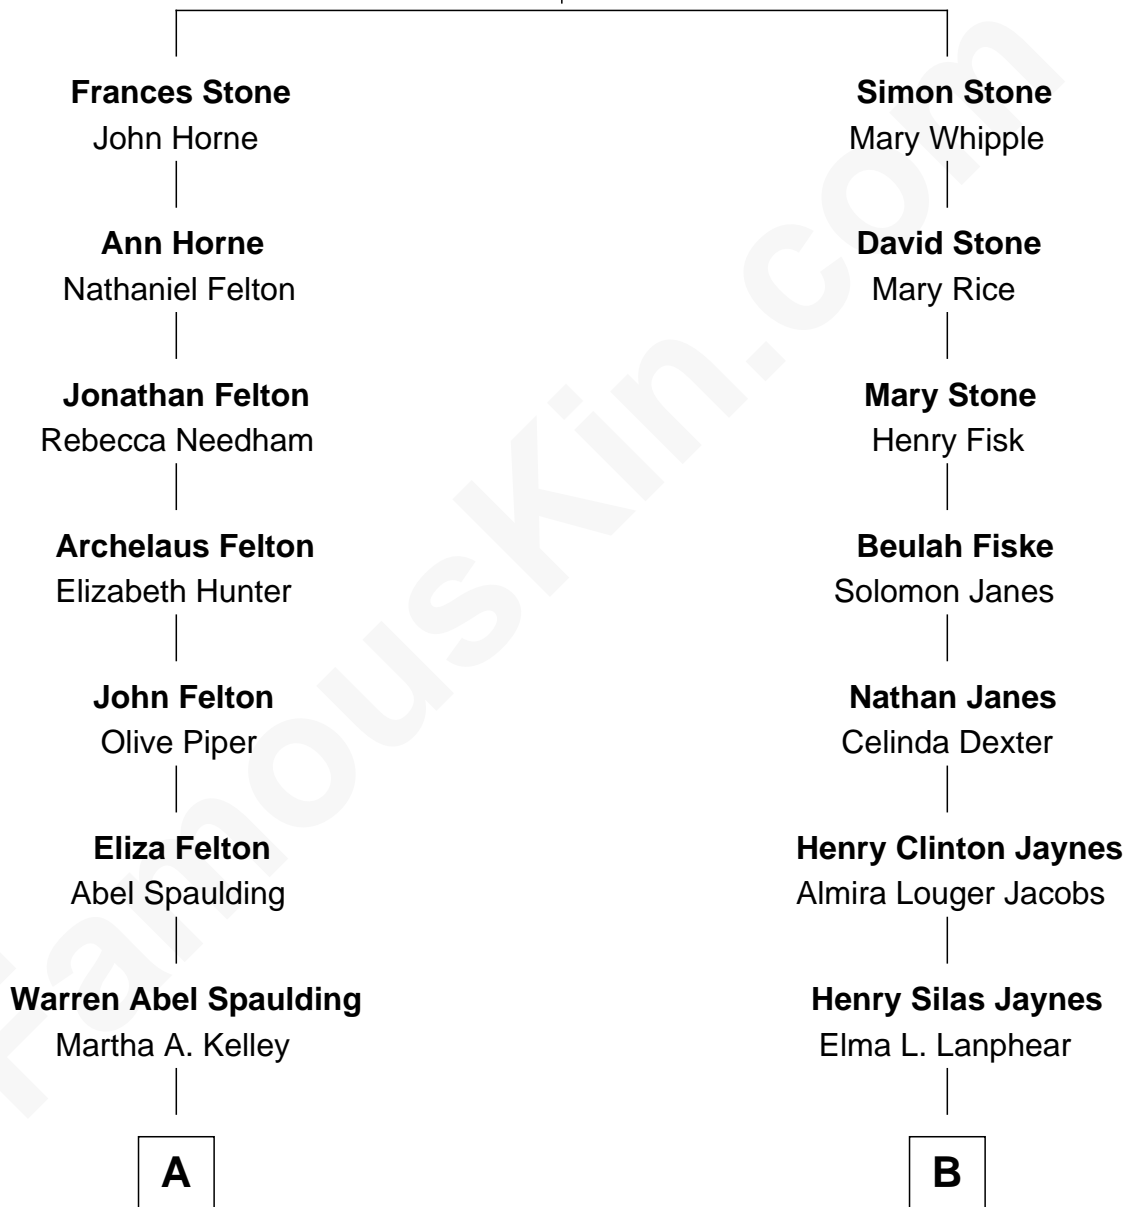 Frances Stone
John Horne
Ann Horne
Nathaniel Felton
Jonathan Felton
Rebecca Needham
Archelaus Felton
Elizabeth Hunter
John Felton
Olive Piper
Eliza Felton
Abel Spaulding
Warren Abel Spaulding
Martha A. Kelley
A
Simon Stone
Mary Whipple
David Stone
Mary Rice
Mary Stone
Henry Fisk
Beulah Fiske
Solomon Janes
Nathan Janes
Celinda Dexter
Henry Clinton Jaynes
Almira Louger Jacobs
Henry Silas Jaynes
Elma L. Lanphear
B
FamousKin.com